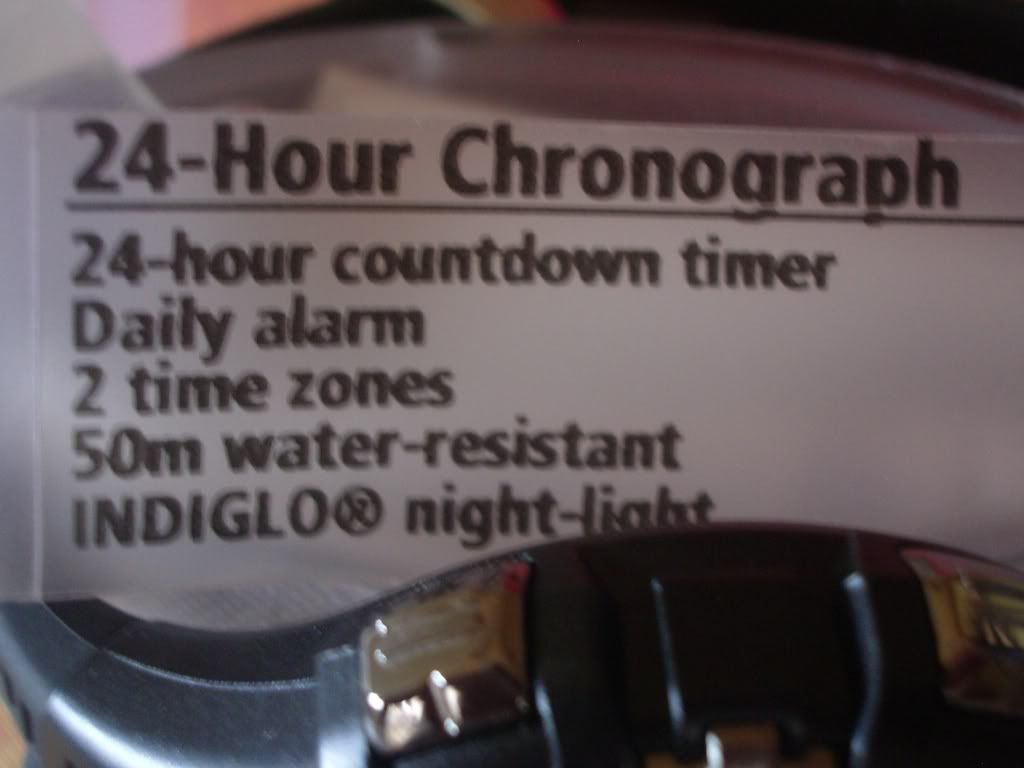 24-Hour Chronograph
24-hour countdown timer
Daily alarm
2 time zones
50m water-resistant
INDIGLO® night-light